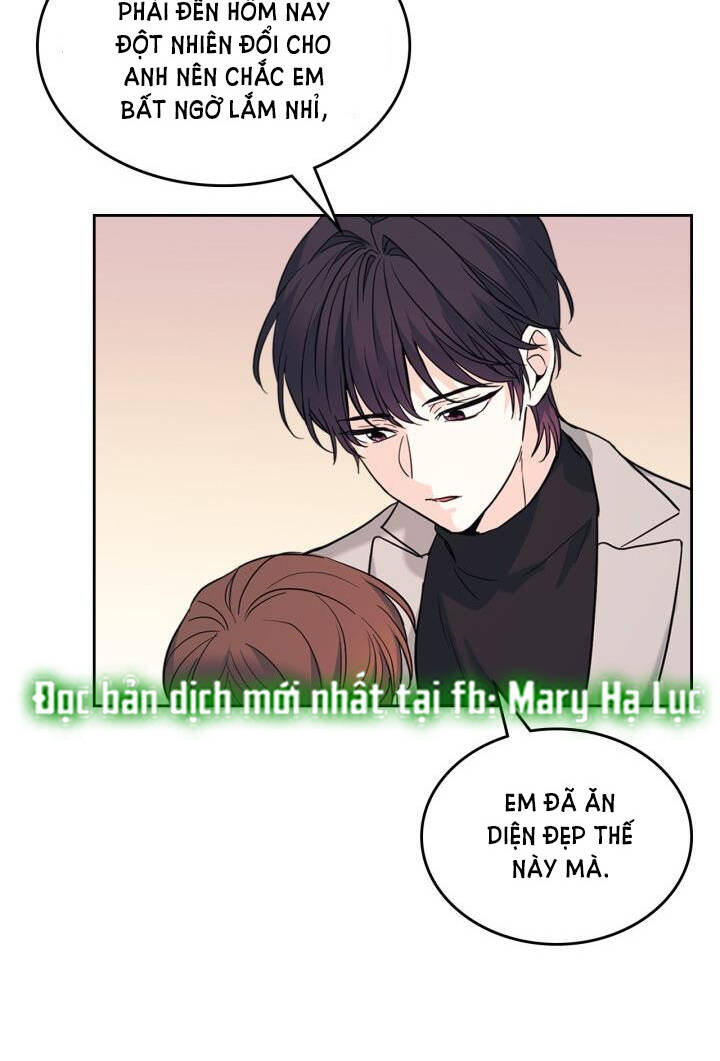 PHẢI ĐẾN HÔM NAY
ĐỘT NHIÊN ĐỔI CHO
ANH NÊN CHẮC EM
BẤT NGỜ LẮM NHỈ,
Đọc bản dịch mới nhất tại fb: Mary Hạ Lục
EM ĐÃ ĂN
DIỆN ĐẸP THẾ
NÀY MÀ.